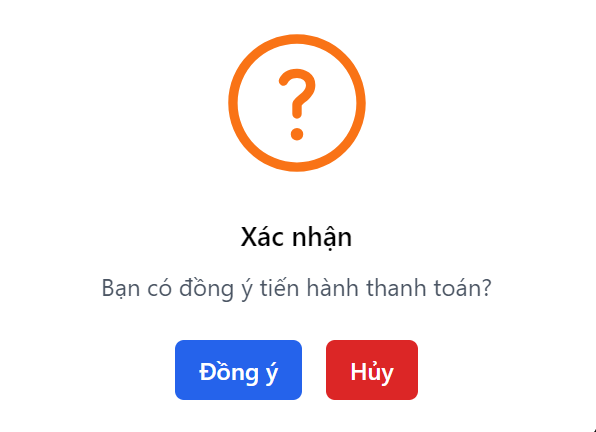 Xác nhận
Bạn có đồng ý tiến hành thanh toán?
Đồng ý
Hủy